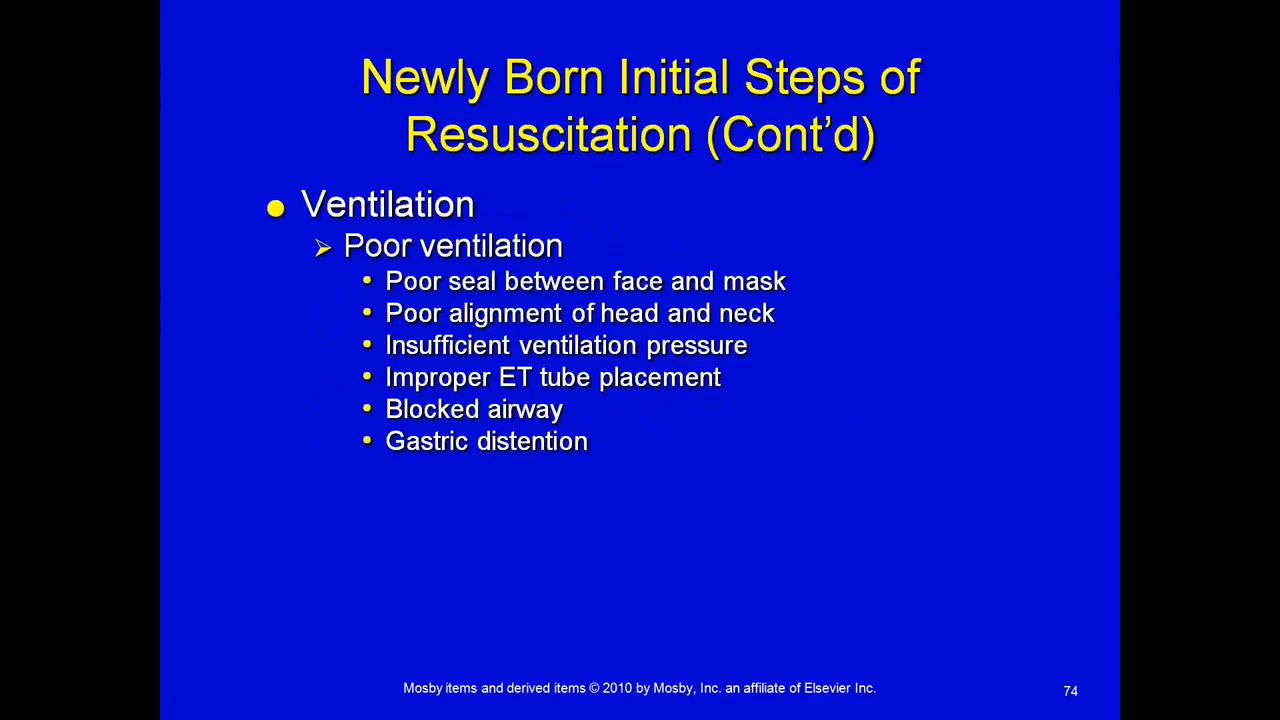 Newly Born Initial Steps of
Resuscitation (Cont’d)
Ventilation
Poor ventilation
Poor seal between face and mask
Poor alignment of head and neck
Insufficient ventilation pressure
Improper ET tube placement
Blocked airway
Gastric distention
Mosby items and derived items © 2010 by Mosby, Inc. an affiliate of Elsevier Inc.
74